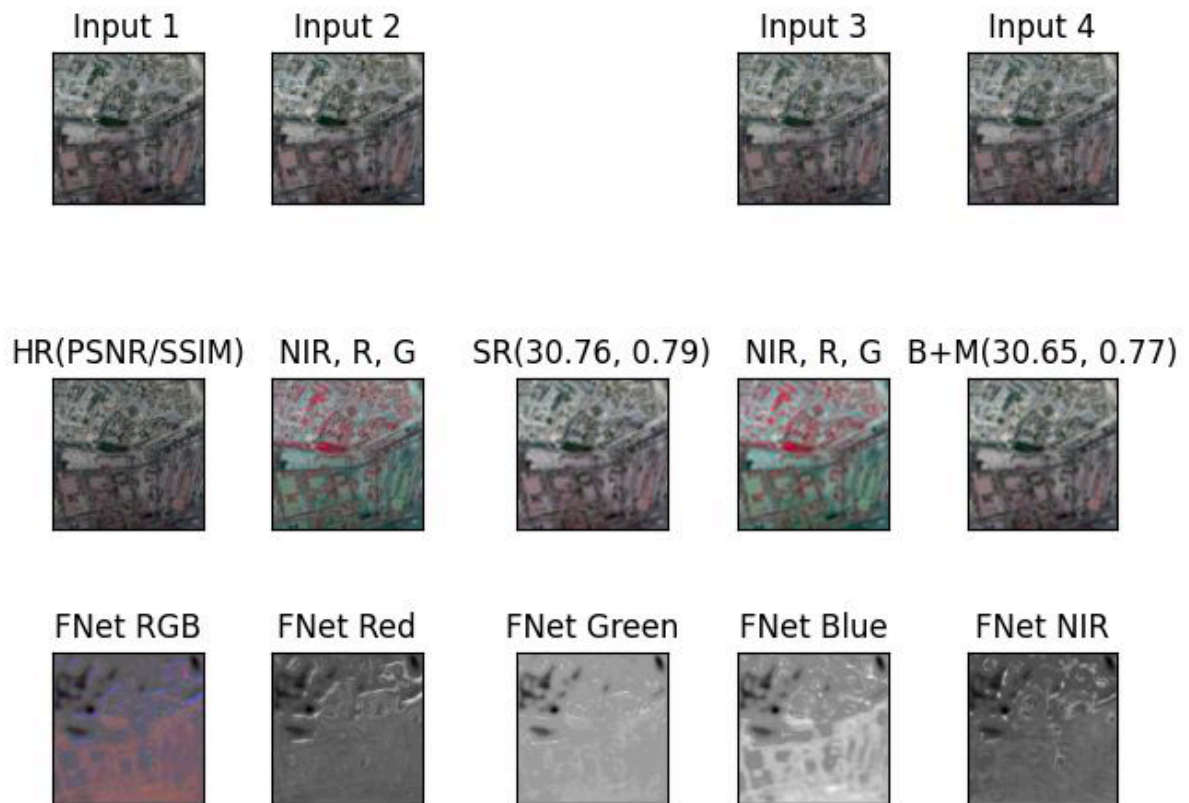 Input 1 Input 2 Input 3 Input 4
HR(PSNR/SSIM) NIR, R, G SR(30.76, 0.79) NIR, R, G B+M(30.65, 0.77)
FNet RGB FNet Red FNet Green FNet Blue FNet NIR